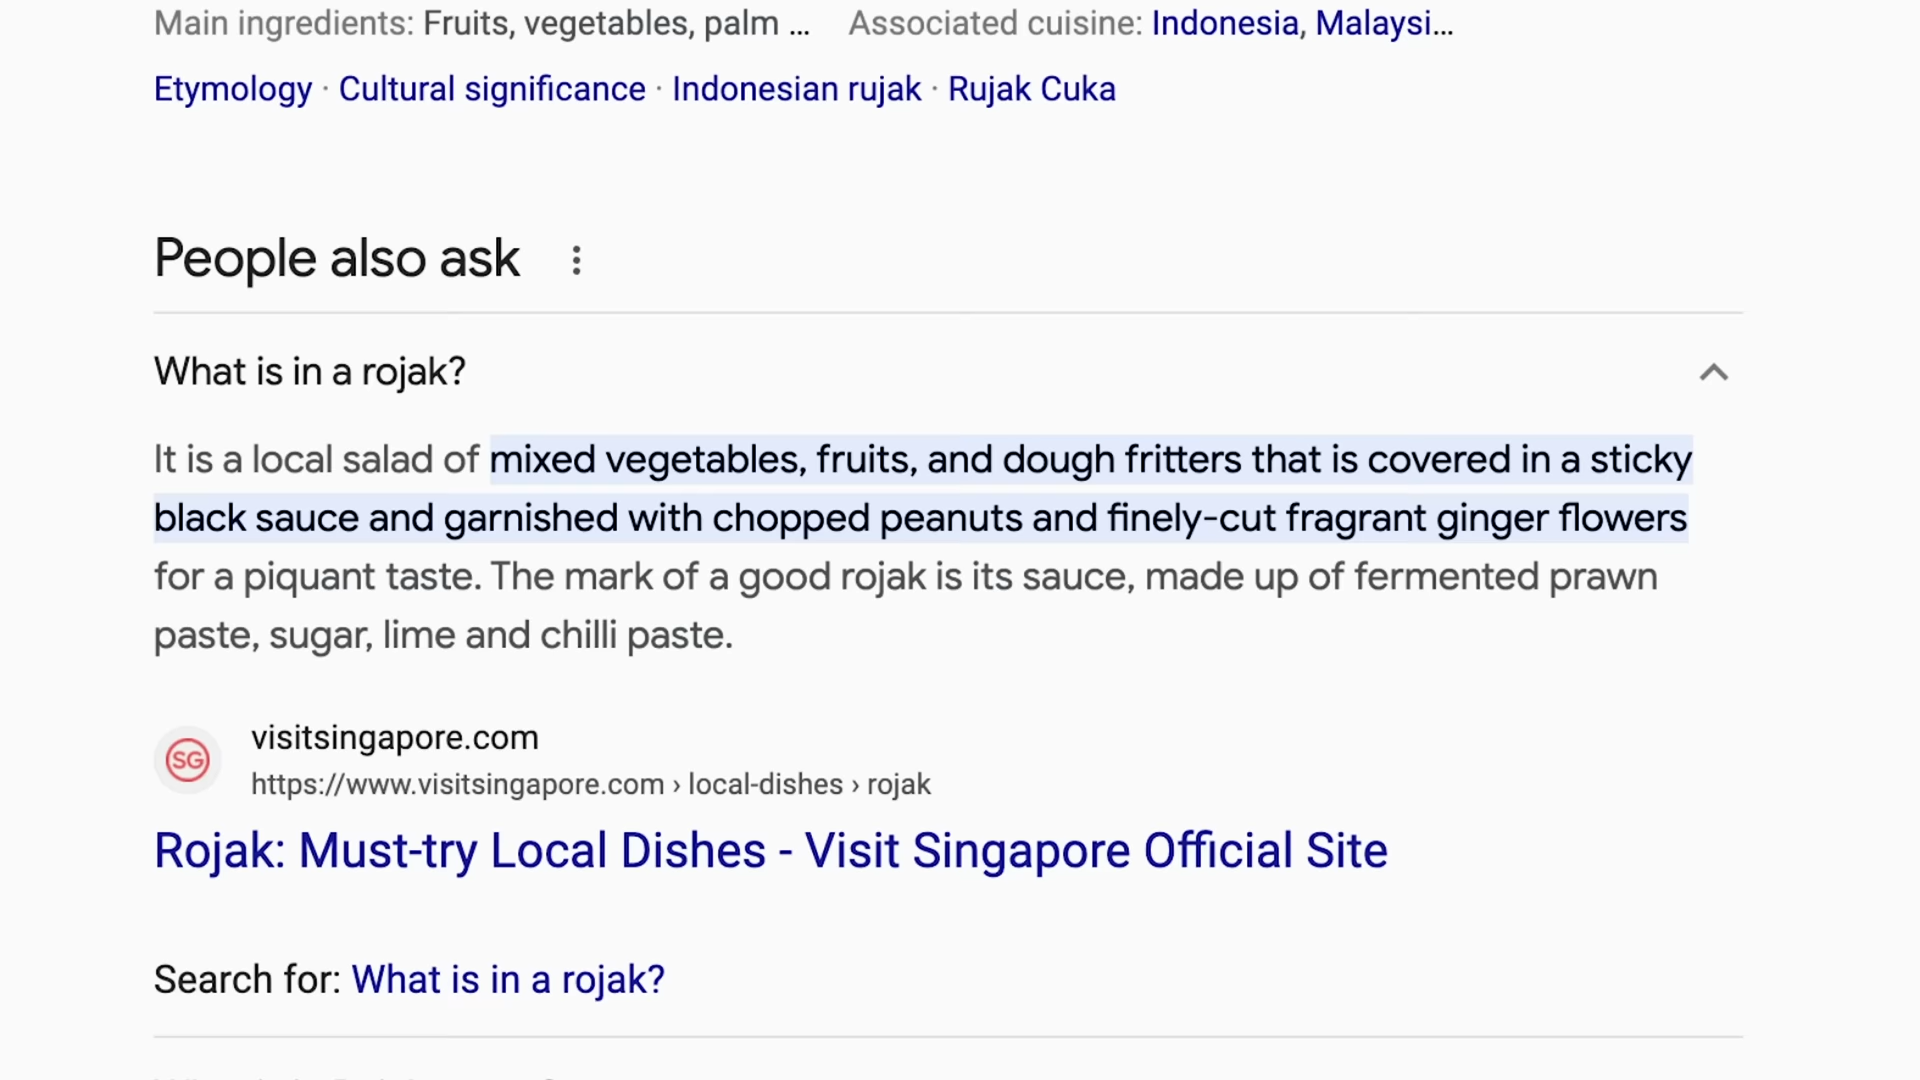 Main ingredients: Fruits, vegetables, palm ... Associated cuisine: Indonesia, Malaysi...
Etymology · Cultural significance · Indonesian rujak · Rujak Cuka
People also ask
What is in a rojak?
It is a local salad of mixed vegetables, fruits, and dough fritters that is covered in a sticky
black sauce and garnished with chopped peanuts and finely-cut fragrant ginger flowers
for a piquant taste. The mark of a good rojak is its sauce, made up of fermented prawn
paste, sugar, lime and chilli paste.
SG
visitsingapore.com
https://www.visitsingapore.com › local-dishes › rojak
Rojak: Must-try Local Dishes - Visit Singapore Official Site
Search for: What is in a rojak?